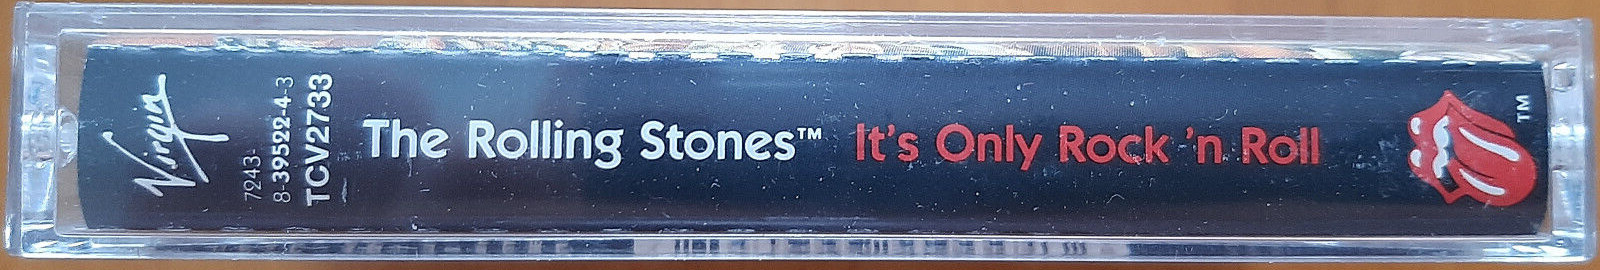 Virgin
7243-
8-39522-4-3
TCV2733
The Rolling Stones™ It's Only Rock 'n Roll
TM